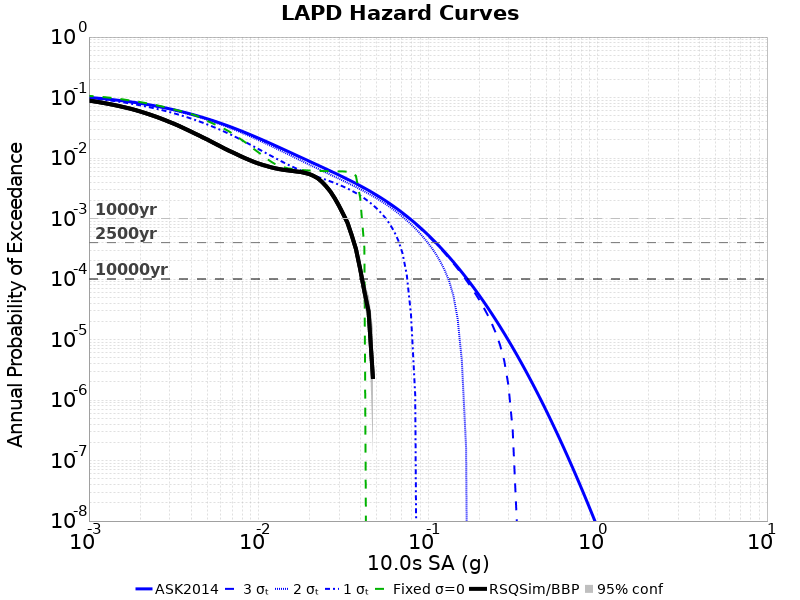 LAPD Hazard Curves
Annual Probability of Exceedance
10^0
10^-1
10^-2
10^-3
10^-4
10^-5
10^-6
10^-7
10^-8
1000yr
2500yr
10000yr
10^-3 10^-2 10^-1 10^0 10^1
10.0s SA (g)
ASK2014 3 σₜ 2 σₜ 1 σₜ Fixed σ=0 RSQSim/BBP 95% conf